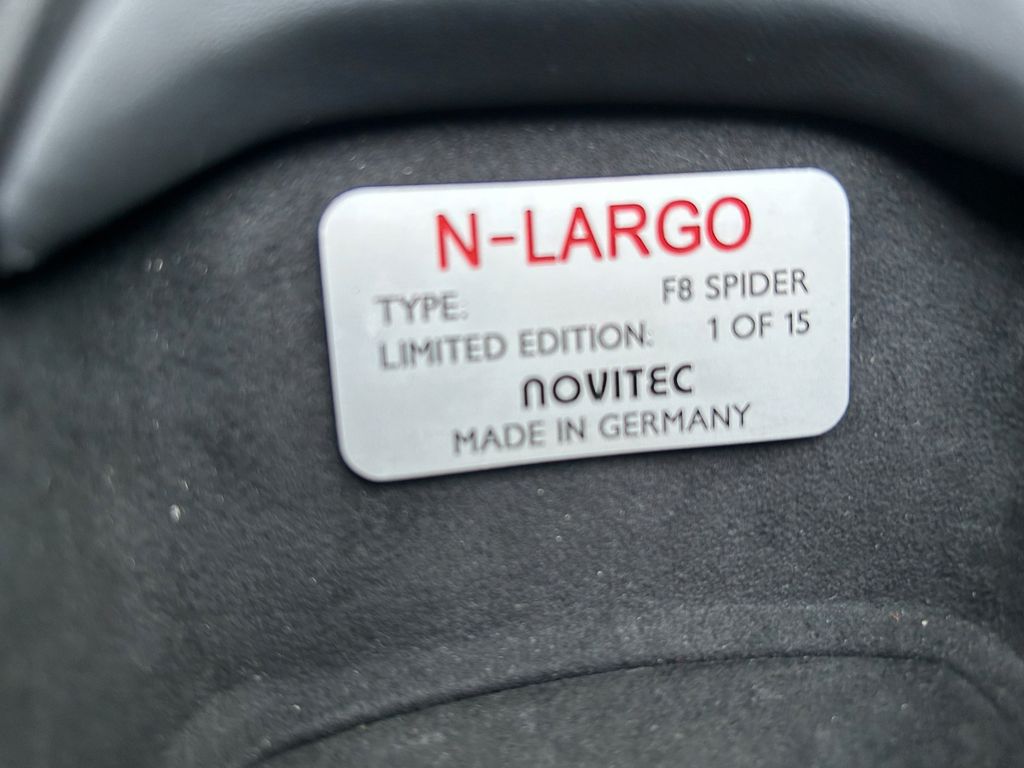 N-LARGO
TYPE: F8 SPIDER
LIMITED EDITION: 1 OF 15
NOVITEC
MADE IN GERMANY